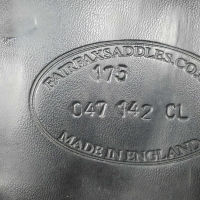 FAIRFAXSADDLES.CO
175
047 142 CL
MADE IN ENGLAND